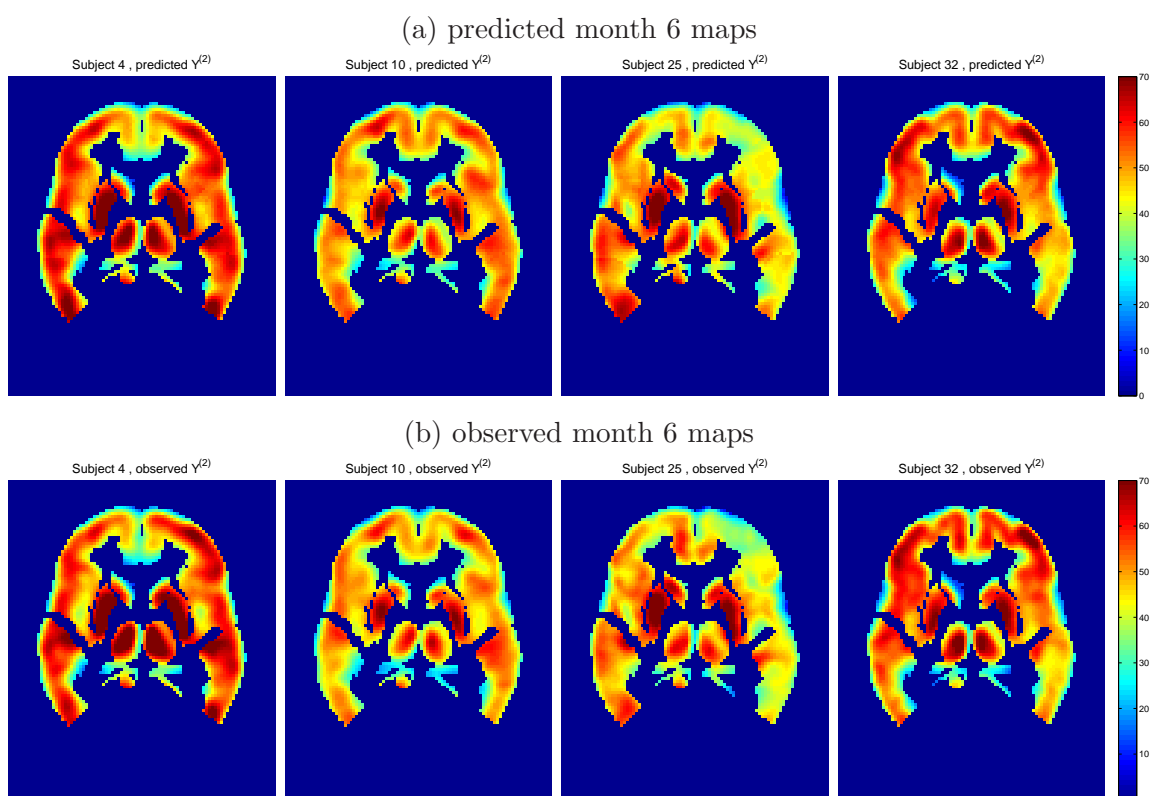 (a) predicted month 6 maps
Subject 4 , predicted Y(2)
Subject 10 , predicted Y(2)
Subject 25 , predicted Y(2)
Subject 32 , predicted Y(2)
70
60
50
40
30
20
10
0
(b) observed month 6 maps
Subject 4 , observed Y(2)
Subject 10 , observed Y(2)
Subject 25 , observed Y(2)
Subject 32 , observed Y(2)
70
60
50
40
30
20
10